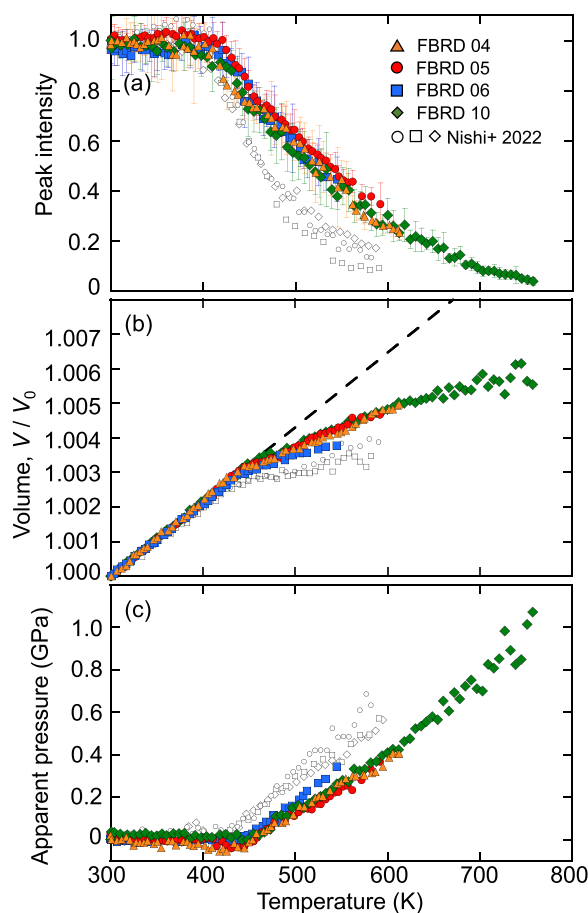 1.0
0.8
0.6
0.4
0.2
0
Peak intensity
(a)
FBRD 04
FBRD 05
FBRD 06
FBRD 10
Nishi+ 2022
1.007
1.006
1.005
1.004
1.003
1.002
1.001
1.000
Volume, V / V0
(b)
1.0
0.8
0.6
0.4
0.2
0
Apparent pressure (GPa)
(c)
300 400 500 600 700 800
Temperature (K)